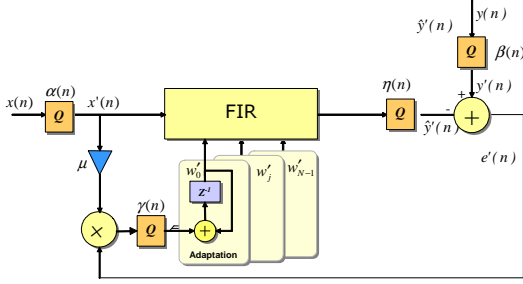 y(n)
ŷ'(n)
Q
β(n)
α(n)
η(n)
x(n)
Q
x'(n)
FIR
Q
y'(n)
+
-
ŷ'(n)
+
e'(n)
μ
w'₀
w'ⱼ
w'N-1
z⁻¹
γ(n)
×
Q
+
Adaptation